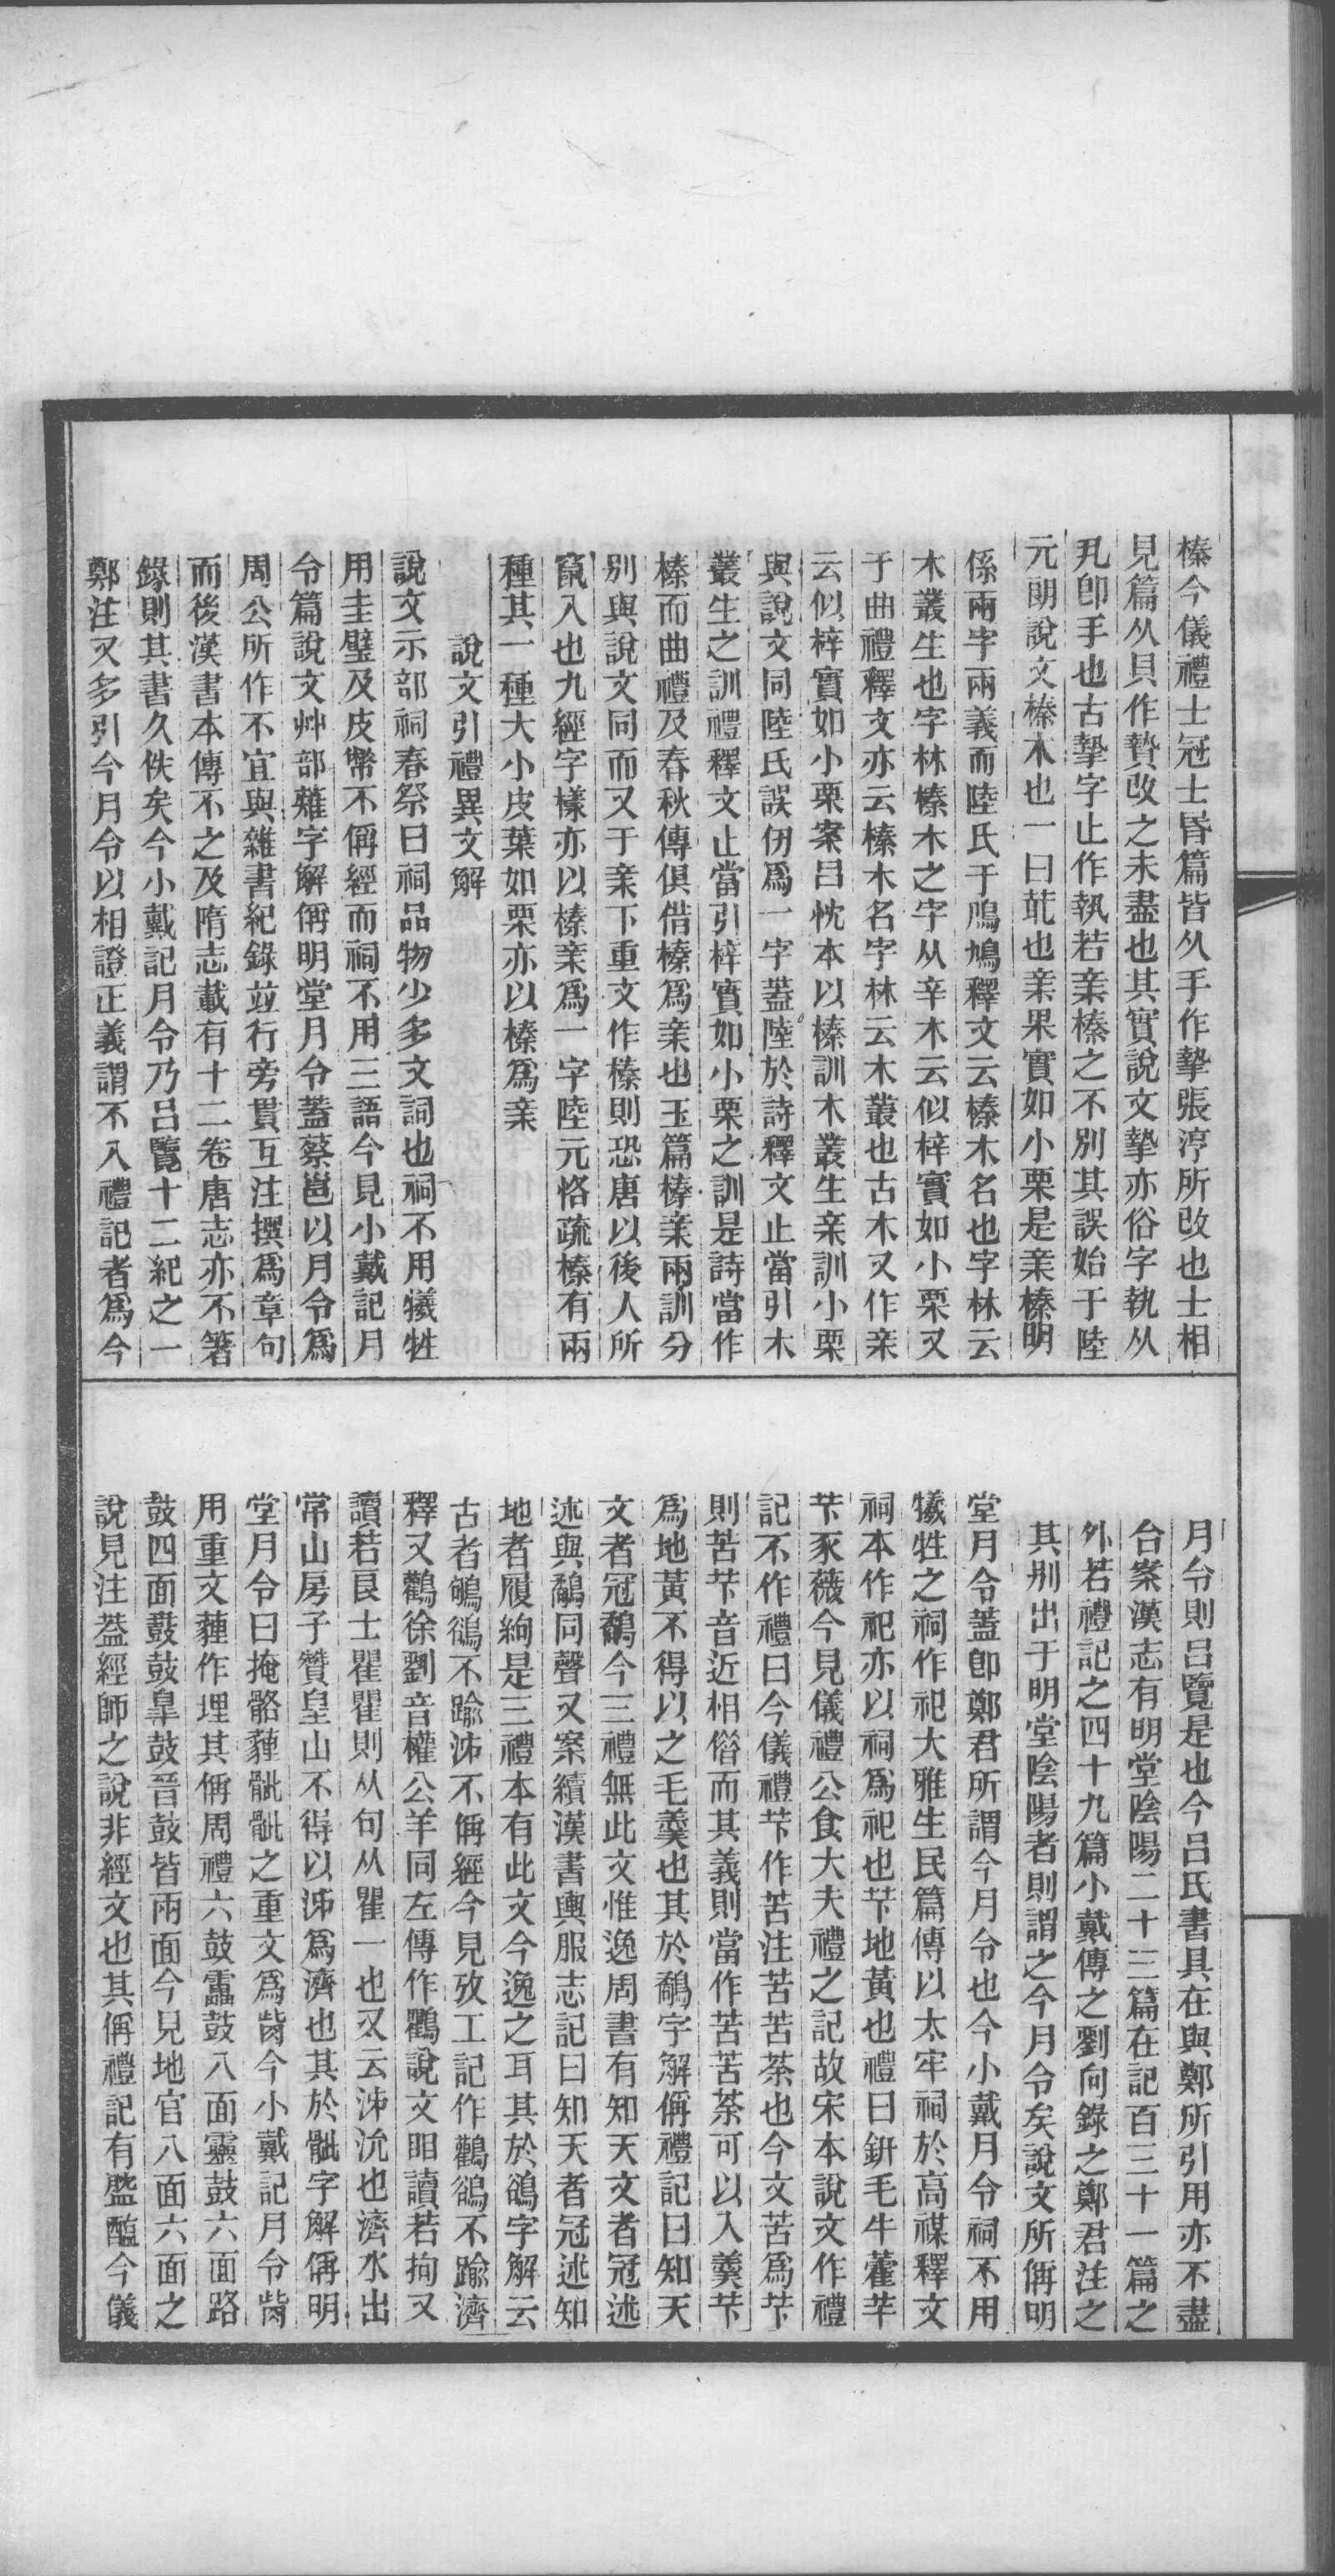 榛今儀禮士冠士昏篇皆从手作摯張淳所改也士相
見篇从貝作贄改之未盡也其實說文摯亦俗字執从
丮卽手也古摯字止作執若亲榛之不別其誤始于陸
元朗說文榛木也一曰菆也亲果實如小栗是亲榛明
係兩字兩義而陸氏于鳲鳩釋文云榛木名也字林云
木叢生也字林榛木之字从辛木云似梓實如小栗又
于曲禮釋文亦云榛木名字林云木叢也古木又作亲
云似梓實如小栗案呂忱本以榛訓木叢生亲訓小栗
與說文同陸氏誤仞爲一字蓋陸於詩釋文止當引木
叢生之訓禮釋文止當引梓實如小栗之訓是詩當作
榛而曲禮及春秋傳俱借榛爲亲也玉篇榛亲兩訓分
別與說文同而又于亲下重文作榛則恐唐以後人所
竄入也九經字樣亦以榛亲爲一字陸元恪疏榛有兩
種其一種大小皮葉如栗亦以榛爲亲
說文引禮異文解
說文示部祠春祭曰祠品物少多文詞也祠不用犧牲
用圭璧及皮幣不偁經而祠不用三語今見小戴記月
令篇說文艸部薙字解偁明堂月令蓋蔡邕以月令爲
周公所作不宜與雜書紀錄竝行旁貫互注撰爲章句
而後漢書本傳不之及隋志載有十二卷唐志亦不箸
錄則其書久佚矣今小戴記月令乃呂覽十二紀之一
鄭注又多引今月令以相證正義謂不入禮記者爲今
月令則呂覽是也今呂氏書具在與鄭所引用亦不盡
合案漢志有明堂陰陽二十三篇在記百三十一篇之
外若禮記之四十九篇小戴傳之劉向錄之鄭君注之
其別出于明堂陰陽者則謂之今月令矣說文所偁明
堂月令蓋卽鄭君所謂今月令也今小戴月令祠不用
犧牲之祠作祀大雅生民篇傳以太牢祠於高禖釋文
祠本作祀亦以祠爲祀也芐地黃也禮曰鈃毛牛藿羊
芐豕薇今見儀禮公食大夫禮之記故宋本說文作禮
記不作禮曰今儀禮芐作苦注苦苦荼也今文苦爲芐
則苦芐音近相偕而其義則當作苦苦荼可以入羹芐
爲地黃不得以之毛羹也其於鷸字解偁禮記曰知天
文者冠鷸今三禮無此文惟逸周書有知天文者冠述
述與鷸同聲又案續漢書輿服志記曰知天者冠述知
地者履絇是三禮本有此文今逸之耳其於鵒字解云
古者鴝鵒不踰泲不偁經今見攷工記作鸜鵒不踰濟
釋又鸜徐劉音權公羊同左傳作鸜說文䀠讀若拘又
讀若良士瞿瞿則从句从瞿一也又云泲沇也濟水出
常山房子贊皇山不得以泲爲濟也其於骴字解偁明
堂月令曰掩骼薶骴骴之重文爲㱴今小戴記月令㱴
用重文薶作埋其偁周禮六鼓靁鼓八面靈鼓六面路
鼓四面鼖鼓皐鼓晉鼓皆兩面今見地官八面六面之
說見注葢經師之說非經文也其偁禮記有盬醢今儀